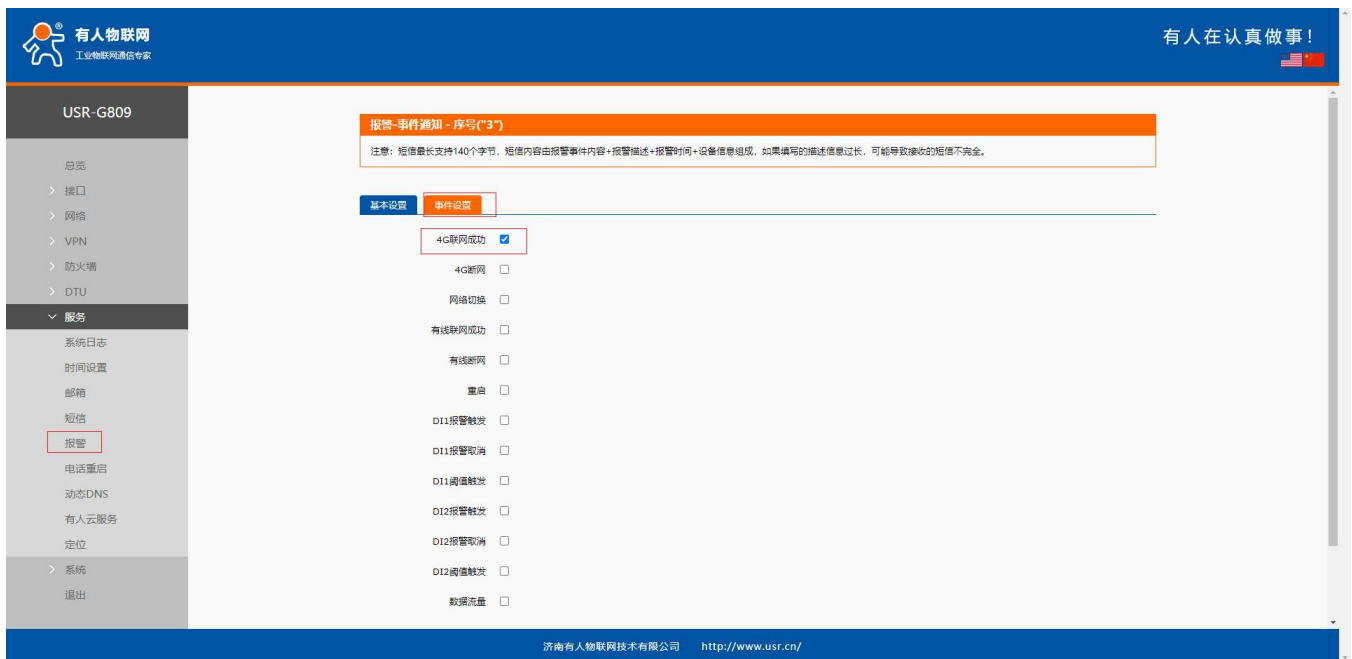 有人物联网
工业物联网通信专家
有人在认真做事！
USR-G809
总览
接口
网络
VPN
防火墙
DTU
服务
系统日志
时间设置
邮箱
短信
报警
电话重启
动态DNS
有人云服务
定位
系统
退出
报警-事件通知 - 序号("3")
注意：短信最长支持140个字节，短信内容由报警事件内容+报警描述+报警时间+设备信息组成，如果填写的描述信息过长，可能导致接收的短信不完全。
基本设置 事件设置
4G联网成功
4G断网
网络切换
有线联网成功
有线断网
重启
DI1报警触发
DI1报警取消
DI1阈值触发
DI2报警触发
DI2报警取消
DI2阈值触发
数据流量
济南有人物联网技术有限公司 http://www.usr.cn/